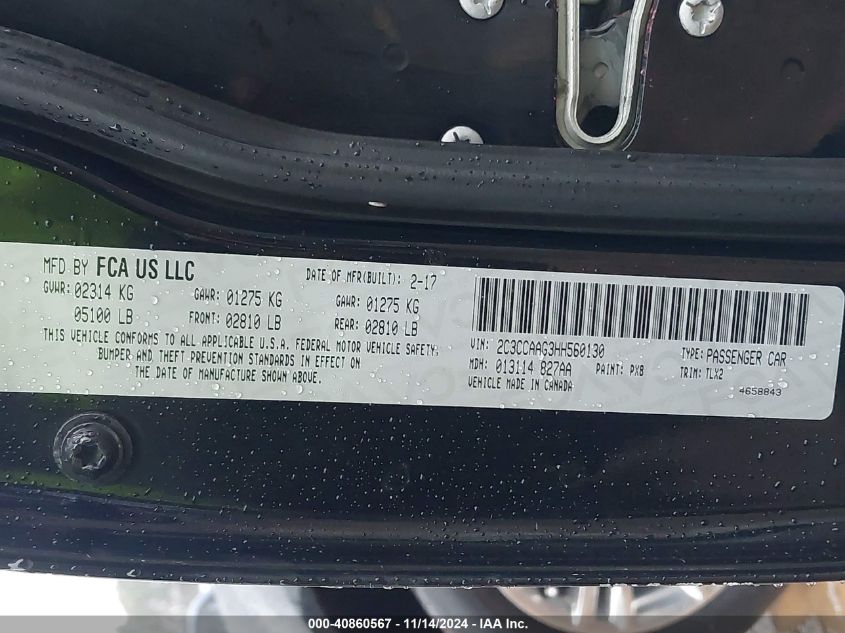 MFD BY FCA US LLC
DATE OF MFR(BUILT): 2-17
GVWR: 02314 KG GAWR: 01275 KG GAWR: 01275 KG
05100 LB FRONT: 02810 LB REAR: 02810 LB
THIS VEHICLE CONFORMS TO ALL APPLICABLE U.S.A. FEDERAL MOTOR VEHICLE SAFETY,
BUMPER, AND THEFT PREVENTION STANDARDS IN EFFECT ON
THE DATE OF MANUFACTURE SHOWN ABOVE.
VIN: 2C3CCAAG3HH560130 TYPE: PASSENGER CAR
MDH: 013114 827AA PAINT: PX8 TRIM: TLX2
VEHICLE MADE IN CANADA 4658843
000-40860567 - 11/14/2024 - IAA Inc.